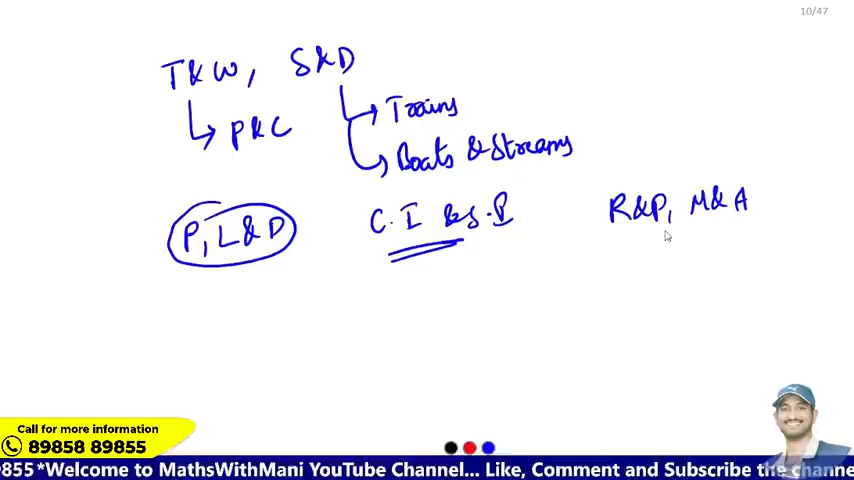 10/47
T&W, S&D
Trains
P&C
Boats & Streams
P, L&D
C.I & S.I
R&P, M&A
Call for more information
89858 89855
9855 *Welcome to MathsWithMani YouTube Channel... Like, Comment and Subscribe the channe